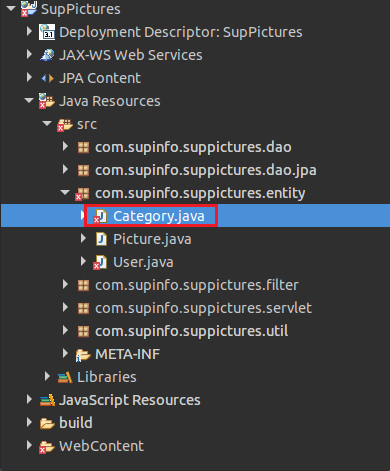 SupPictures
Deployment Descriptor: SupPictures
JAX-WS Web Services
JPA Content
Java Resources
src
com.supinfo.suppictures.dao
com.supinfo.suppictures.dao.jpa
com.supinfo.suppictures.entity
Category.java
Picture.java
User.java
com.supinfo.suppictures.filter
com.supinfo.suppictures.servlet
com.supinfo.suppictures.util
META-INF
Libraries
JavaScript Resources
build
WebContent